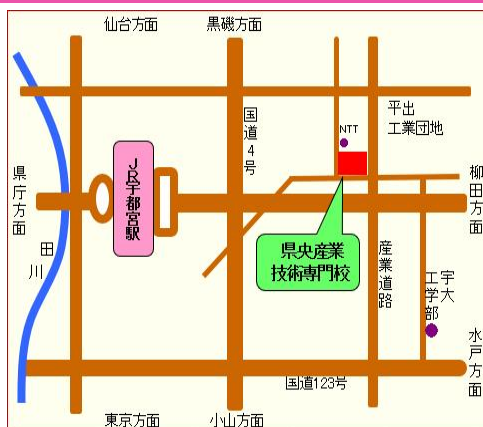 仙台方面
黒磯方面
国道4号
平出
工業団地
NTT
県庁方面
JR宇都宮駅
柳田方面
田川
県央産業
技術専門校
産業道路
宇大
工学部
水戸方面
国道123号
東京方面
小山方面